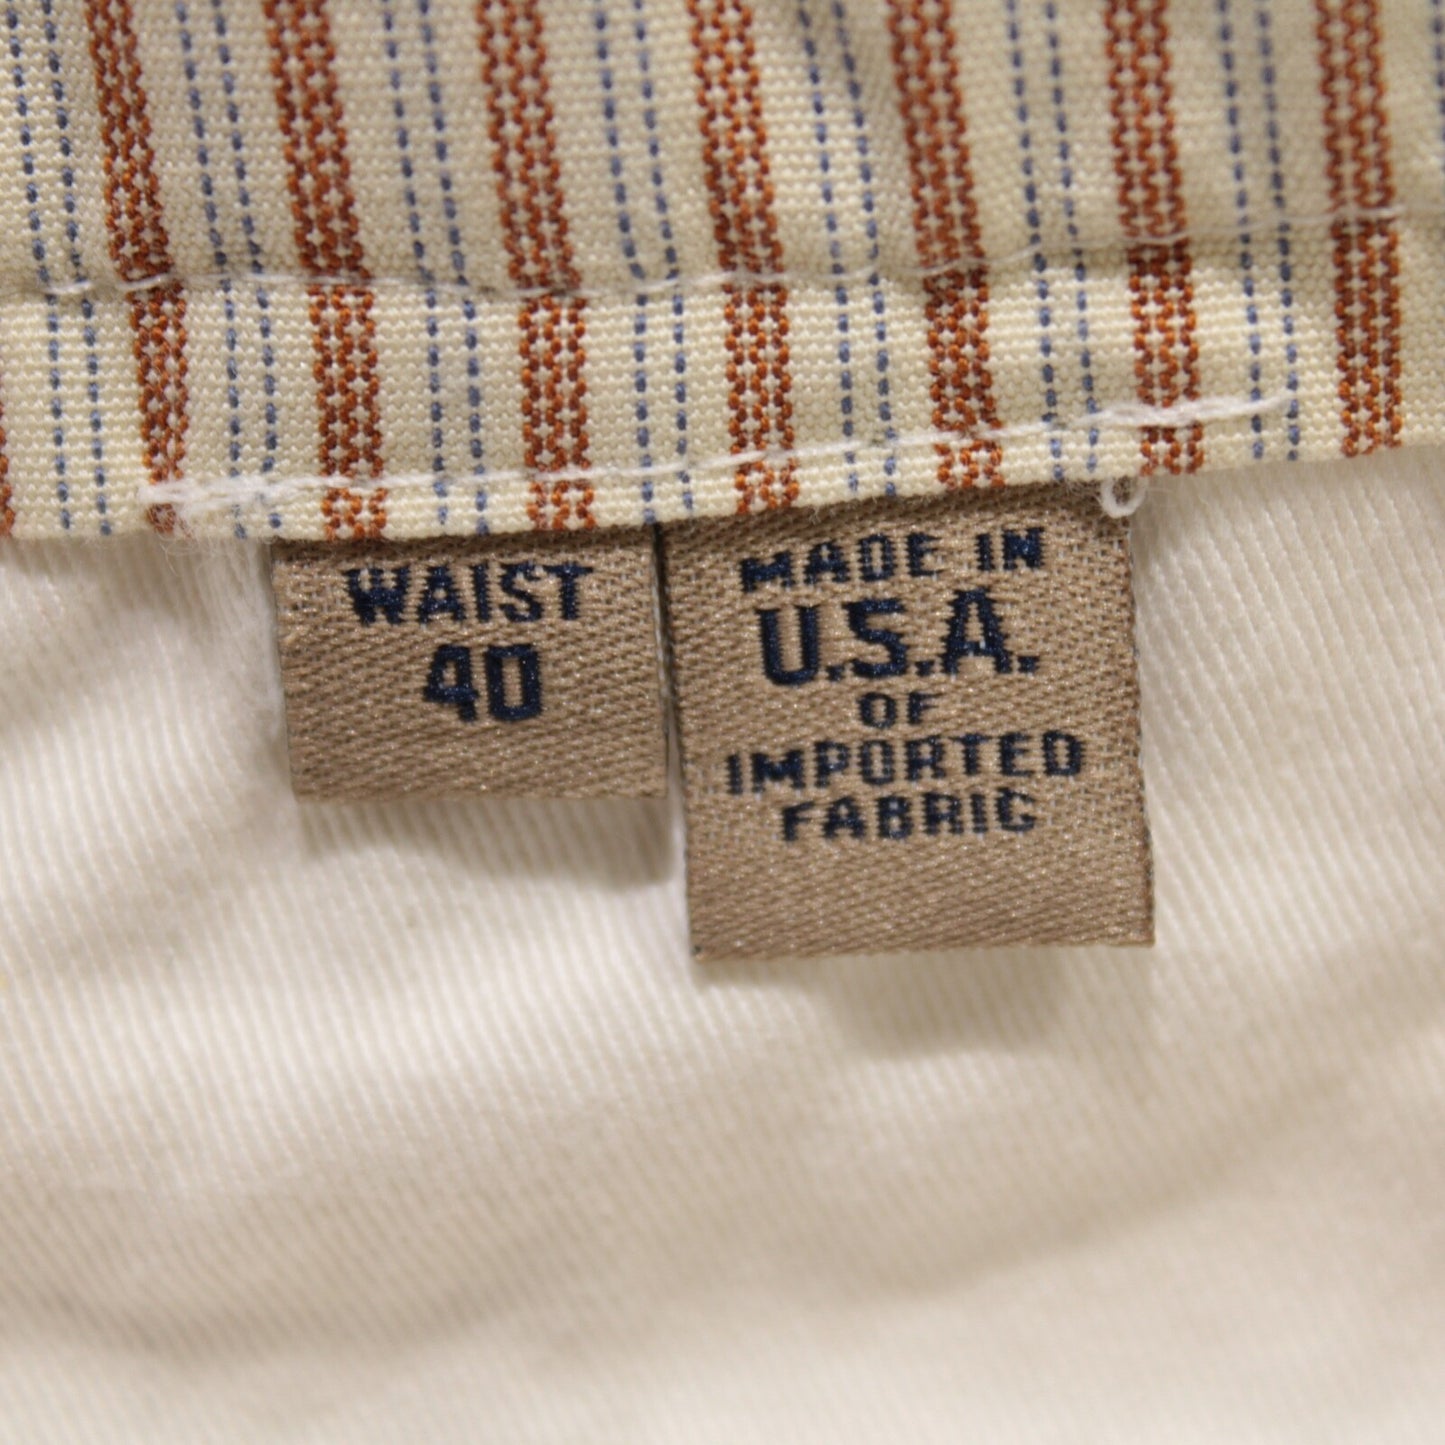 WAIST
40
MADE IN
U.S.A.
OF
IMPORTED
FABRIC